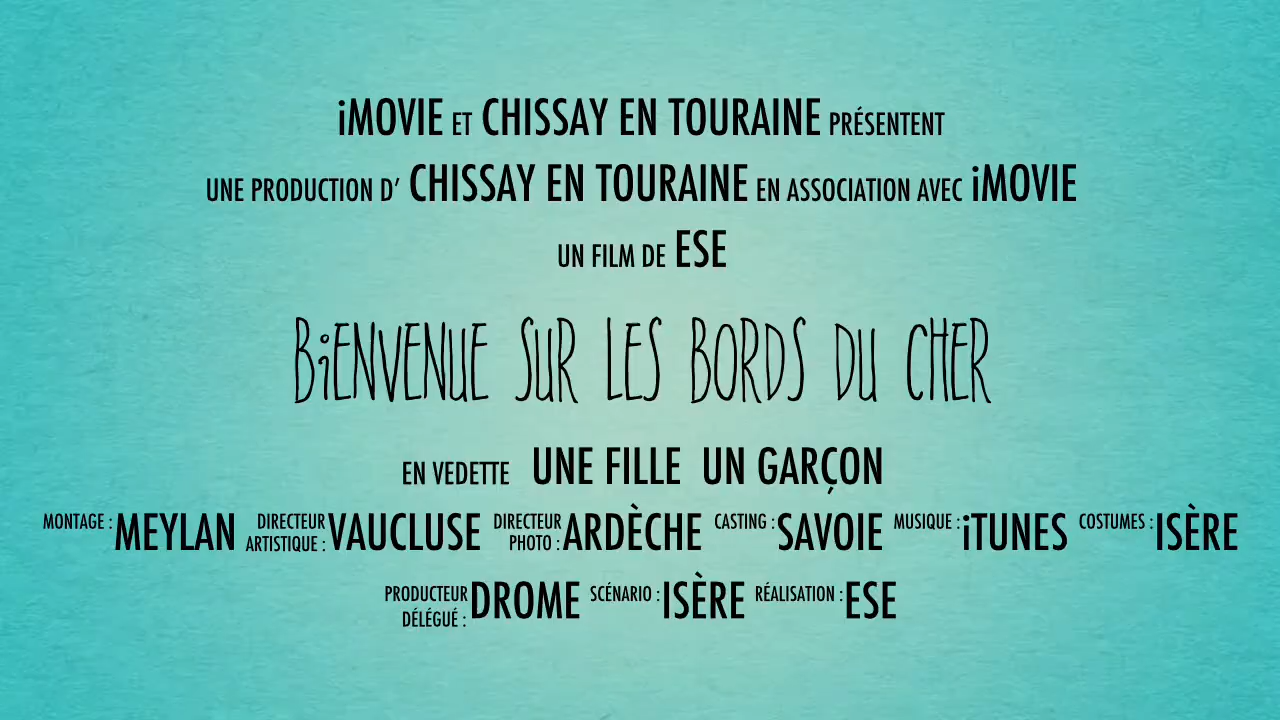 iMOVIE ET CHISSAY EN TOURAINE PRÉSENTENT
UNE PRODUCTION D’ CHISSAY EN TOURAINE EN ASSOCIATION AVEC iMOVIE
UN FILM DE ESE
BiENVENUE SUR LES BORDS DU CHER
EN VEDETTE UNE FILLE UN GARÇON
MONTAGE : MEYLAN DIRECTEUR ARTISTIQUE : VAUCLUSE DIRECTEUR PHOTO : ARDÈCHE CASTING : SAVOIE MUSIQUE : iTUNES COSTUMES : ISÈRE
PRODUCTEUR DÉLÉGUÉ : DROME SCÉNARIO : ISÈRE RÉALISATION : ESE